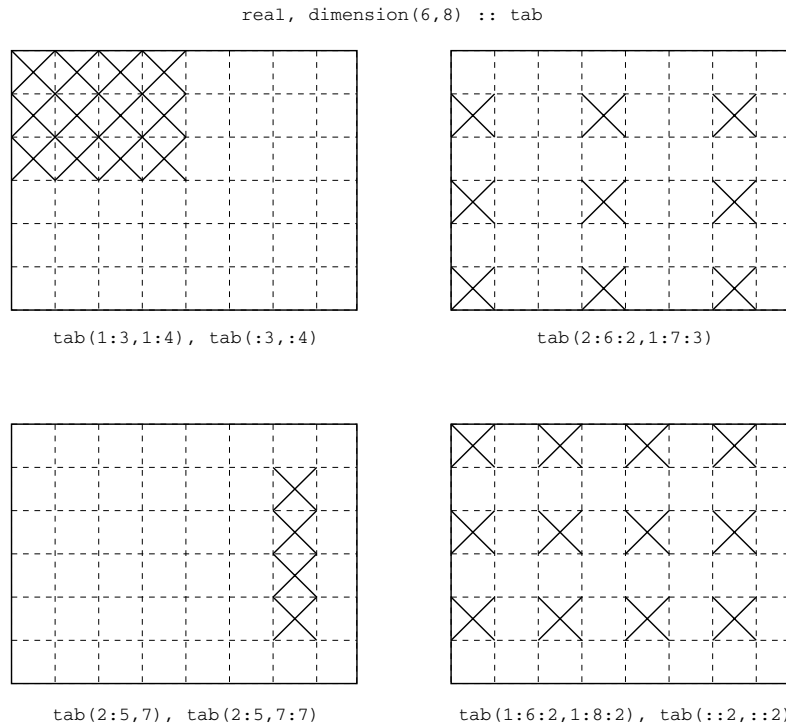 real, dimension(6,8) :: tab
tab(1:3,1:4), tab(:3,:4)
tab(2:6:2,1:7:3)
tab(2:5,7), tab(2:5,7:7)
tab(1:6:2,1:8:2), tab(::2,::2)